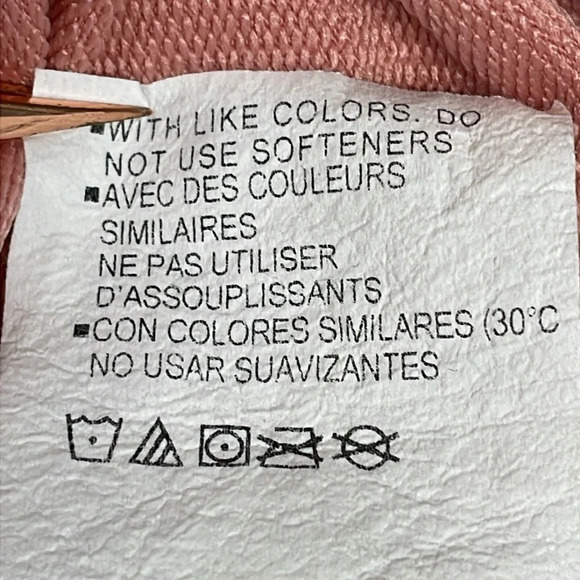 WITH LIKE COLORS. DO
NOT USE SOFTENERS
AVEC DES COULEURS
SIMILAIRES
NE PAS UTILISER
D'ASSOUPLISSANTS
CON COLORES SIMILARES (30°C
NO USAR SUAVIZANTES